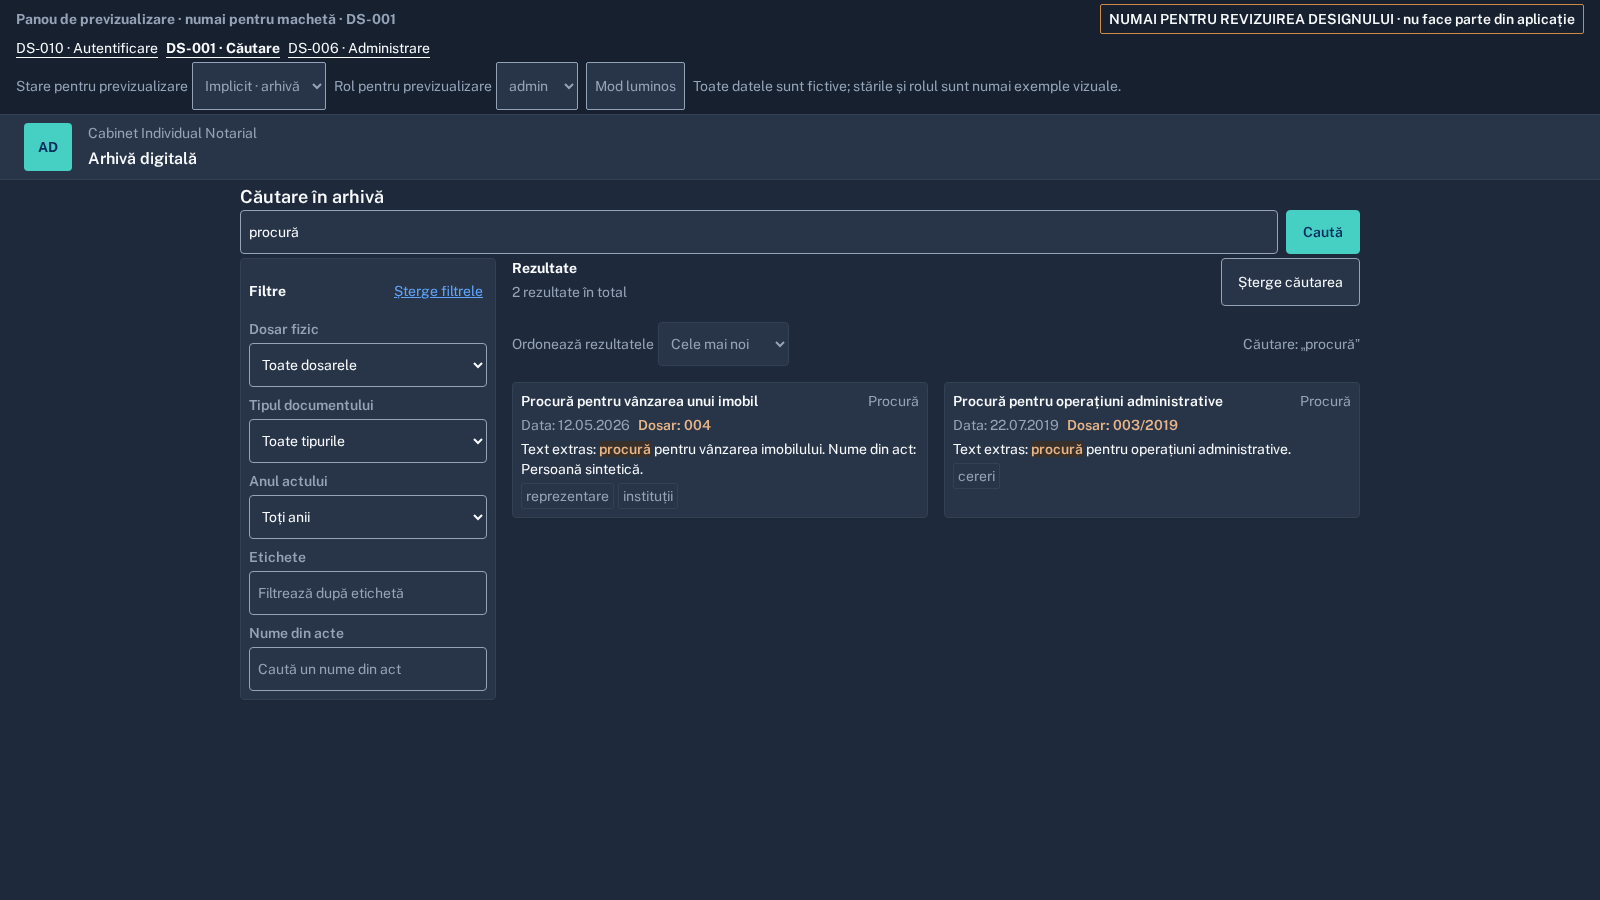 Panou de previzualizare · numai pentru machetă · DS-001
NUMAI PENTRU REVIZUIREA DESIGNULUI · nu face parte din aplicație
DS-010 · Autentificare DS-001 · Căutare DS-006 · Administrare
Stare pentru previzualizare Implicit · arhivă Rol pentru previzualizare admin Mod luminos Toate datele sunt fictive; stările și rolul sunt numai exemple vizuale.
AD
Cabinet Individual Notarial
Arhivă digitală
Căutare în arhivă
procură
Caută
Filtre
Șterge filtrele
Dosar fizic
Toate dosarele
Tipul documentului
Toate tipurile
Anul actului
Toți anii
Etichete
Filtrează după etichetă
Nume din acte
Caută un nume din act
Rezultate
2 rezultate în total
Șterge căutarea
Ordonează rezultatele Cele mai noi
Căutare: „procură”
Procură pentru vânzarea unui imobil Procură
Data: 12.05.2026 Dosar: 004
Text extras: procură pentru vânzarea imobilului. Nume din act:
Persoană sintetică.
reprezentare instituții
Procură pentru operațiuni administrative Procură
Data: 22.07.2019 Dosar: 003/2019
Text extras: procură pentru operațiuni administrative.
cereri